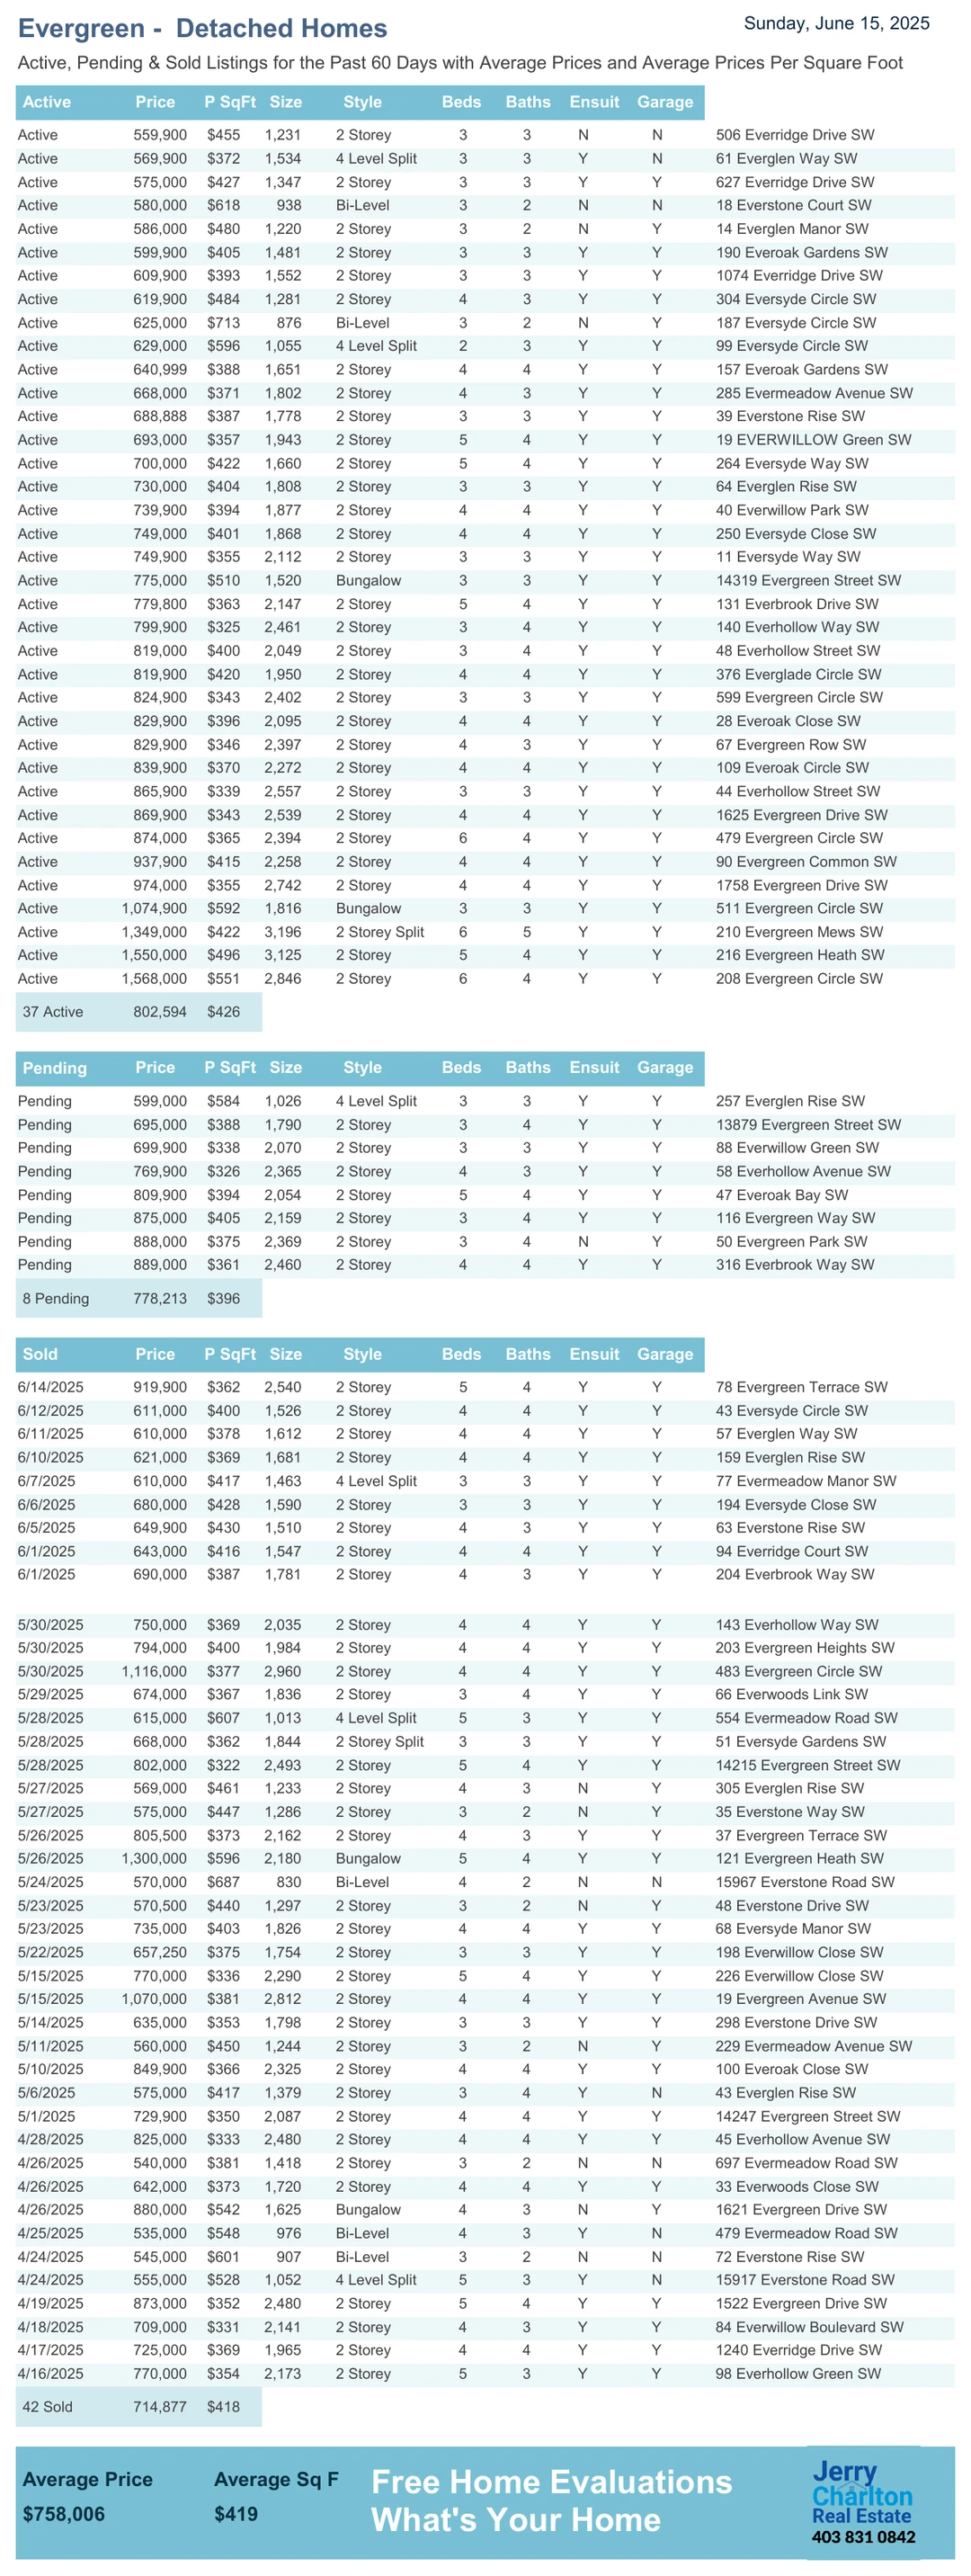 Evergreen - Detached Homes
Sunday, June 15, 2025
Active, Pending & Sold Listings for the Past 60 Days with Average Prices and Average Prices Per Square Foot
Active Price P SqFt Size Style Beds Baths Ensuit Garage
Active 559,900 $455 1,231 2 Storey 3 3 N N 506 Everridge Drive SW
Active 569,900 $372 1,534 4 Level Split 3 3 Y N 61 Everglen Way SW
Active 575,000 $427 1,347 2 Storey 3 3 Y Y 627 Everridge Drive SW
Active 580,000 $618 938 Bi-Level 3 2 N N 18 Everstone Court SW
Active 586,000 $480 1,220 2 Storey 3 2 N Y 14 Everglen Manor SW
Active 599,900 $405 1,481 2 Storey 3 3 Y Y 190 Everoak Gardens SW
Active 609,900 $393 1,552 2 Storey 3 3 Y Y 1074 Everridge Drive SW
Active 619,900 $484 1,281 2 Storey 4 3 Y Y 304 Eversyde Circle SW
Active 625,000 $713 876 Bi-Level 3 2 N Y 187 Eversyde Circle SW
Active 629,000 $596 1,055 4 Level Split 2 3 Y Y 99 Eversyde Circle SW
Active 640,999 $388 1,651 2 Storey 4 4 Y Y 157 Everoak Gardens SW
Active 668,000 $371 1,802 2 Storey 4 3 Y Y 285 Evermeadow Avenue SW
Active 688,888 $387 1,778 2 Storey 3 3 Y Y 39 Everstone Rise SW
Active 693,000 $357 1,943 2 Storey 5 4 Y Y 19 EVERWILLOW Green SW
Active 700,000 $422 1,660 2 Storey 5 4 Y Y 264 Eversyde Way SW
Active 730,000 $404 1,808 2 Storey 3 3 Y Y 64 Everglen Rise SW
Active 739,900 $394 1,877 2 Storey 4 4 Y Y 40 Everwillow Park SW
Active 749,000 $401 1,868 2 Storey 4 4 Y Y 250 Eversyde Close SW
Active 749,900 $355 2,112 2 Storey 3 3 Y Y 11 Eversyde Way SW
Active 775,000 $510 1,520 Bungalow 3 3 Y Y 14319 Evergreen Street SW
Active 779,800 $363 2,147 2 Storey 5 4 Y Y 131 Everbrook Drive SW
Active 799,900 $325 2,461 2 Storey 3 4 Y Y 140 Everhollow Way SW
Active 819,000 $400 2,049 2 Storey 3 4 Y Y 48 Everhollow Street SW
Active 819,900 $420 1,950 2 Storey 4 4 Y Y 376 Everglade Circle SW
Active 824,900 $343 2,402 2 Storey 3 3 Y Y 599 Evergreen Circle SW
Active 829,900 $396 2,095 2 Storey 4 4 Y Y 28 Everoak Close SW
Active 829,900 $346 2,397 2 Storey 4 3 Y Y 67 Evergreen Row SW
Active 839,900 $370 2,272 2 Storey 4 4 Y Y 109 Everoak Circle SW
Active 865,900 $339 2,557 2 Storey 3 3 Y Y 44 Everhollow Street SW
Active 869,900 $343 2,539 2 Storey 4 4 Y Y 1625 Evergreen Drive SW
Active 874,000 $365 2,394 2 Storey 6 4 Y Y 479 Evergreen Circle SW
Active 937,900 $415 2,258 2 Storey 4 4 Y Y 90 Evergreen Common SW
Active 974,000 $355 2,742 2 Storey 4 4 Y Y 1758 Evergreen Drive SW
Active 1,074,900 $592 1,816 Bungalow 3 3 Y Y 511 Evergreen Circle SW
Active 1,349,000 $422 3,196 2 Storey Split 6 5 Y Y 210 Evergreen Mews SW
Active 1,550,000 $496 3,125 2 Storey 5 4 Y Y 216 Evergreen Heath SW
Active 1,568,000 $551 2,846 2 Storey 6 4 Y Y 208 Evergreen Circle SW
37 Active 802,594 $426
Pending Price P SqFt Size Style Beds Baths Ensuit Garage
Pending 599,000 $584 1,026 4 Level Split 3 3 Y Y 257 Everglen Rise SW
Pending 695,000 $388 1,790 2 Storey 3 4 Y Y 13879 Evergreen Street SW
Pending 699,900 $338 2,070 2 Storey 3 3 Y Y 88 Everwillow Green SW
Pending 769,900 $326 2,365 2 Storey 4 3 Y Y 58 Everhollow Avenue SW
Pending 809,900 $394 2,054 2 Storey 5 4 Y Y 47 Everoak Bay SW
Pending 875,000 $405 2,159 2 Storey 3 4 Y Y 116 Evergreen Way SW
Pending 888,000 $375 2,369 2 Storey 3 4 N Y 50 Evergreen Park SW
Pending 889,000 $361 2,460 2 Storey 4 4 Y Y 316 Everbrook Way SW
8 Pending 778,213 $396
Sold Price P SqFt Size Style Beds Baths Ensuit Garage
6/14/2025 919,900 $362 2,540 2 Storey 5 4 Y Y 78 Evergreen Terrace SW
6/12/2025 611,000 $400 1,526 2 Storey 4 4 Y Y 43 Eversyde Circle SW
6/11/2025 610,000 $378 1,612 2 Storey 4 4 Y Y 57 Everglen Way SW
6/10/2025 621,000 $369 1,681 2 Storey 4 4 Y Y 159 Everglen Rise SW
6/7/2025 610,000 $417 1,463 4 Level Split 3 3 Y Y 77 Evermeadow Manor SW
6/6/2025 680,000 $428 1,590 2 Storey 3 3 Y Y 194 Eversyde Close SW
6/5/2025 649,900 $430 1,510 2 Storey 4 3 Y Y 63 Everstone Rise SW
6/1/2025 643,000 $416 1,547 2 Storey 4 4 Y Y 94 Everridge Court SW
6/1/2025 690,000 $387 1,781 2 Storey 4 3 Y Y 204 Everbrook Way SW
5/30/2025 750,000 $369 2,035 2 Storey 4 4 Y Y 143 Everhollow Way SW
5/30/2025 794,000 $400 1,984 2 Storey 4 4 Y Y 203 Evergreen Heights SW
5/30/2025 1,116,000 $377 2,960 2 Storey 4 4 Y Y 483 Evergreen Circle SW
5/29/2025 674,000 $367 1,836 2 Storey 3 4 Y Y 66 Everwoods Link SW
5/28/2025 615,000 $607 1,013 4 Level Split 5 3 Y Y 554 Evermeadow Road SW
5/28/2025 668,000 $362 1,844 2 Storey Split 3 3 Y Y 51 Eversyde Gardens SW
5/28/2025 802,000 $322 2,493 2 Storey 5 4 Y Y 14215 Evergreen Street SW
5/27/2025 569,000 $461 1,233 2 Storey 4 3 N Y 305 Everglen Rise SW
5/27/2025 575,000 $447 1,286 2 Storey 3 2 N Y 35 Everstone Way SW
5/26/2025 805,500 $373 2,162 2 Storey 4 3 Y Y 37 Evergreen Terrace SW
5/26/2025 1,300,000 $596 2,180 Bungalow 5 4 Y Y 121 Evergreen Heath SW
5/24/2025 570,000 $687 830 Bi-Level 4 2 N N 15967 Everstone Road SW
5/23/2025 570,500 $440 1,297 2 Storey 3 2 N Y 48 Everstone Drive SW
5/23/2025 735,000 $403 1,826 2 Storey 4 4 Y Y 68 Eversyde Manor SW
5/22/2025 657,250 $375 1,754 2 Storey 3 3 Y Y 198 Everwillow Close SW
5/15/2025 770,000 $336 2,290 2 Storey 5 4 Y Y 226 Everwillow Close SW
5/15/2025 1,070,000 $381 2,812 2 Storey 4 4 Y Y 19 Evergreen Avenue SW
5/14/2025 635,000 $353 1,798 2 Storey 3 3 Y Y 298 Everstone Drive SW
5/11/2025 560,000 $450 1,244 2 Storey 3 2 N Y 229 Evermeadow Avenue SW
5/10/2025 849,900 $366 2,325 2 Storey 4 4 Y Y 100 Everoak Close SW
5/6/2025 575,000 $417 1,379 2 Storey 3 4 Y N 43 Everglen Rise SW
5/1/2025 729,900 $350 2,087 2 Storey 4 4 Y Y 14247 Evergreen Street SW
4/28/2025 825,000 $333 2,480 2 Storey 4 4 Y Y 45 Everhollow Avenue SW
4/26/2025 540,000 $381 1,418 2 Storey 3 2 N N 697 Evermeadow Road SW
4/26/2025 642,000 $373 1,720 2 Storey 4 4 Y Y 33 Everwoods Close SW
4/26/2025 880,000 $542 1,625 Bungalow 4 3 N Y 1621 Evergreen Drive SW
4/25/2025 535,000 $548 976 Bi-Level 4 3 Y N 479 Evermeadow Road SW
4/24/2025 545,000 $601 907 Bi-Level 3 2 N N 72 Everstone Rise SW
4/24/2025 555,000 $528 1,052 4 Level Split 5 3 Y N 15917 Everstone Road SW
4/19/2025 873,000 $352 2,480 2 Storey 5 4 Y Y 1522 Evergreen Drive SW
4/18/2025 709,000 $331 2,141 2 Storey 4 3 Y Y 84 Everwillow Boulevard SW
4/17/2025 725,000 $369 1,965 2 Storey 4 4 Y Y 1240 Everridge Drive SW
4/16/2025 770,000 $354 2,173 2 Storey 5 3 Y Y 98 Everhollow Green SW
42 Sold 714,877 $418
Average Price Average Sq F
$758,006 $419
Free Home Evaluations
What's Your Home
Jerry
Charlton
Real Estate
403 831 0842